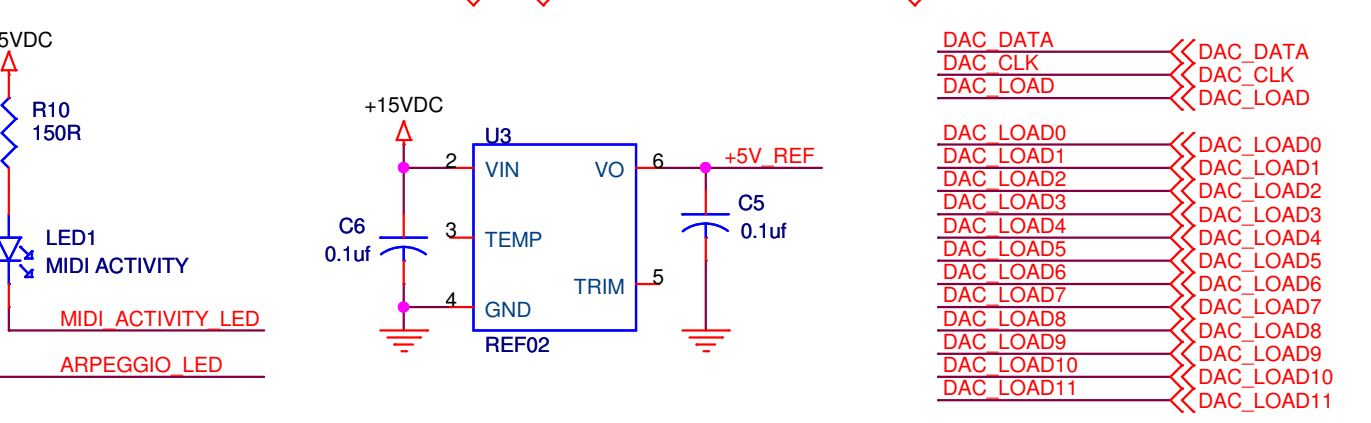 5VDC
R10
150R
LED1
MIDI ACTIVITY
MIDI_ACTIVITY_LED
ARPEGGIO_LED
+15VDC
U3
2 VIN
VO 6
+5V_REF
C6
0.1uf
3 TEMP
C5
0.1uf
TRIM 5
4 GND
REF02
DAC_DATA DAC_DATA
DAC_CLK DAC_CLK
DAC_LOAD DAC_LOAD
DAC_LOAD0 DAC_LOAD0
DAC_LOAD1 DAC_LOAD1
DAC_LOAD2 DAC_LOAD2
DAC_LOAD3 DAC_LOAD3
DAC_LOAD4 DAC_LOAD4
DAC_LOAD5 DAC_LOAD5
DAC_LOAD6 DAC_LOAD6
DAC_LOAD7 DAC_LOAD7
DAC_LOAD8 DAC_LOAD8
DAC_LOAD9 DAC_LOAD9
DAC_LOAD10 DAC_LOAD10
DAC_LOAD11 DAC_LOAD11